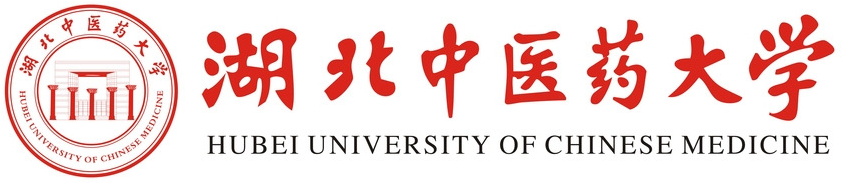 湖北中医药大学
HUBEI UNIVERSITY OF CHINESE MEDICINE
湖北中医药大学
HUBEI UNIVERSITY OF CHINESE MEDICINE